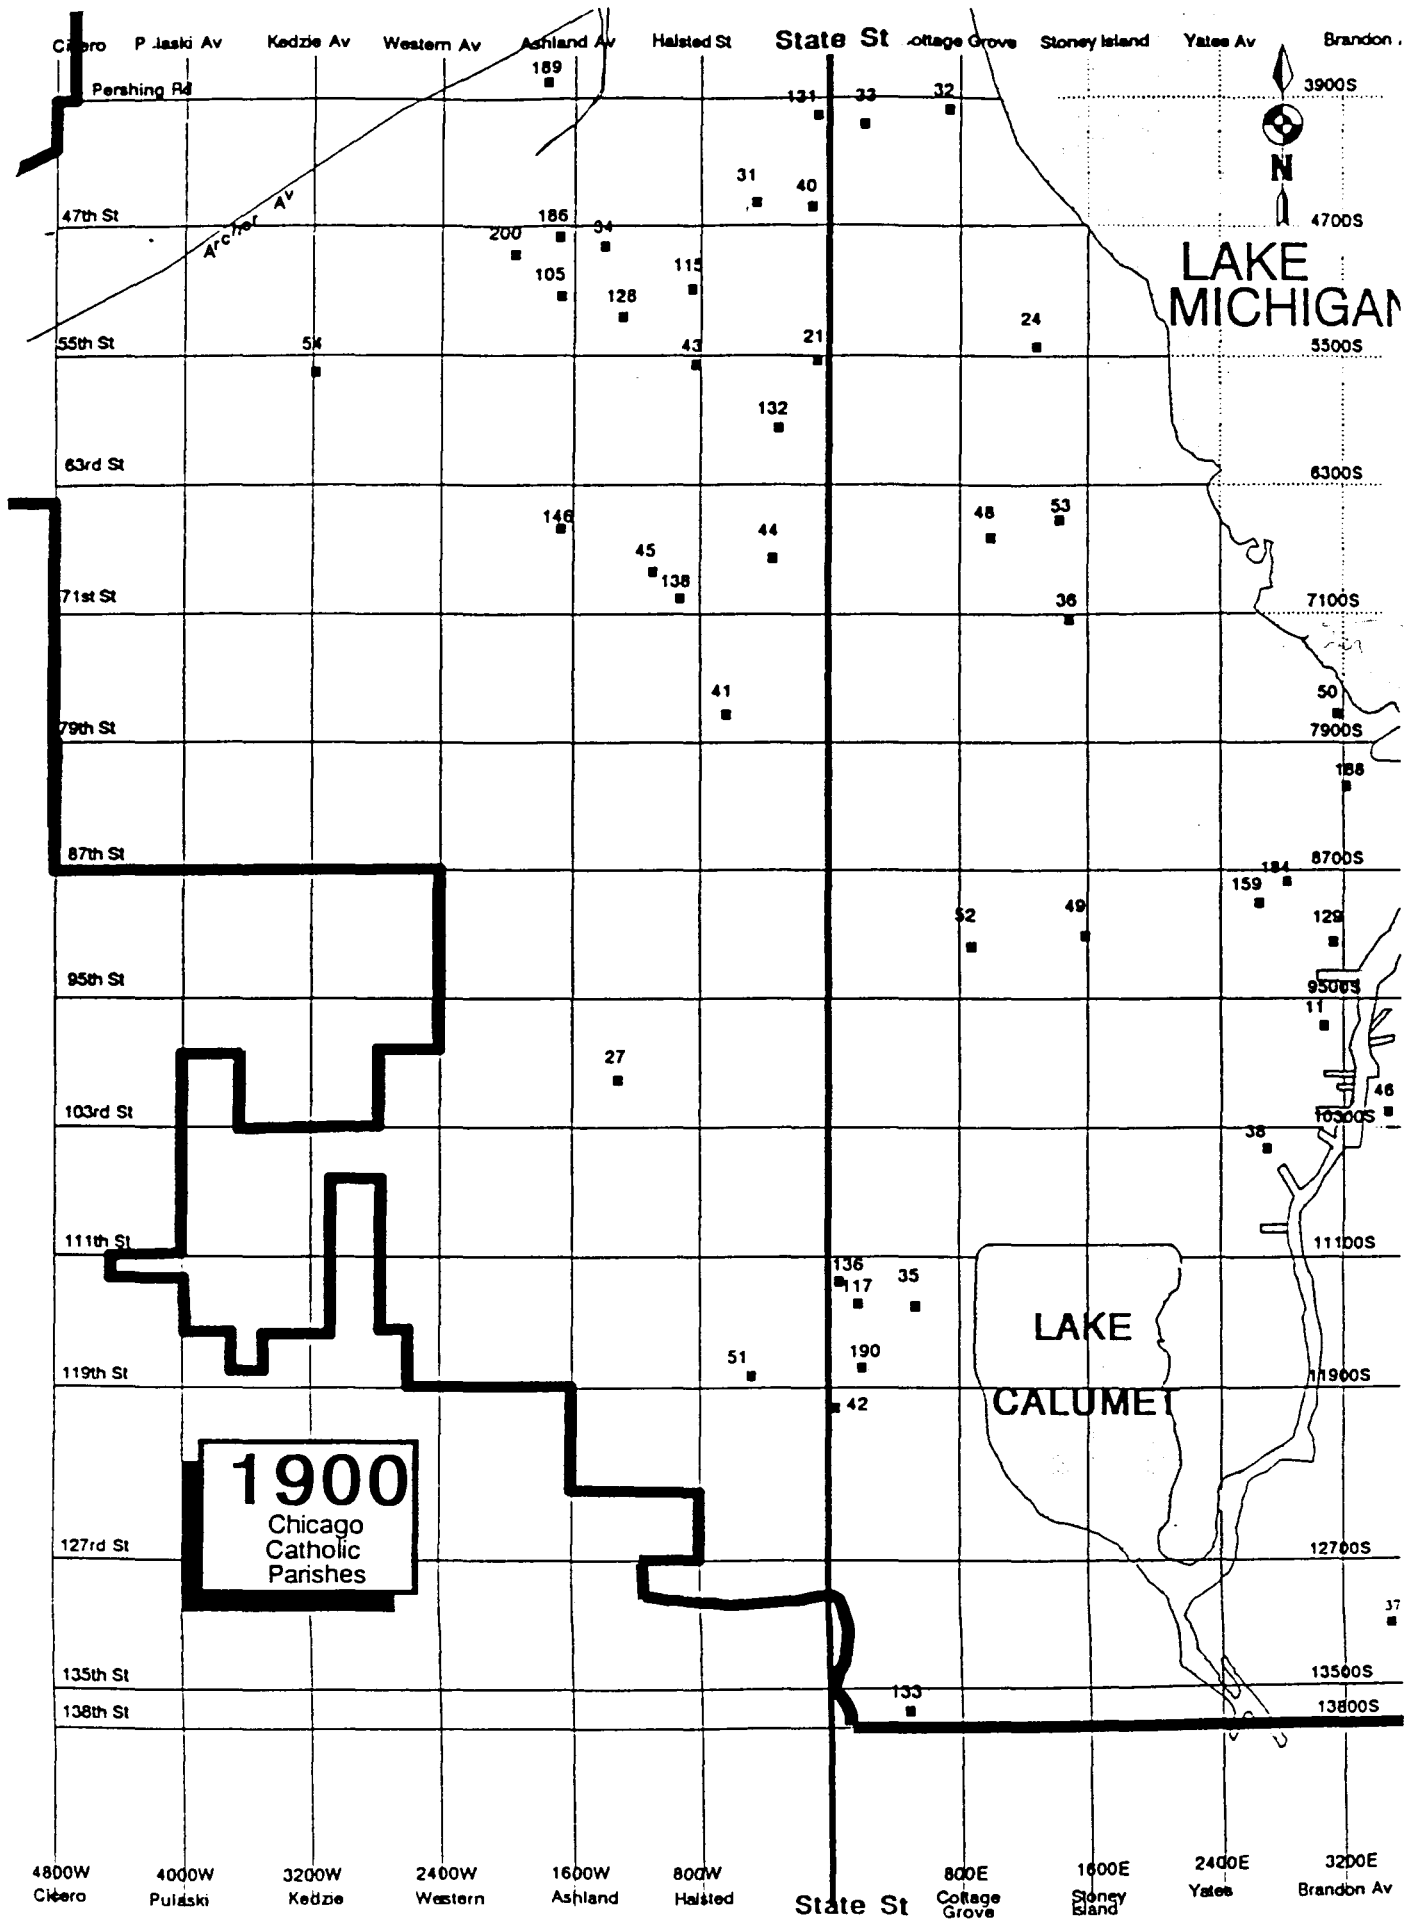 Cicero Pulaski Av Kedzie Av Western Av Ashland Av Halsted St State St Cottage Grove Stoney Island Yates Av Brandon
189
Pershing Rd 3900S
131 33 32
N
31 40
Archer Av
47th St 4700S
186 34
200
LAKE
MICHIGAN
105 115
128
24
55th St 54 43 21 5500S
132
63rd St 6300S
146 48 53
44
45
138
71st St 36 7100S
41 50
79th St 7900S
188
87th St 8700S
184
159
52 49 129
95th St 9500S
11
27
46
103rd St 10300S
38
111th St 11100S
136
117 35
LAKE
CALUMET
51 190
119th St 11900S
42
1900
Chicago
Catholic
Parishes
127rd St 12700S
37
135th St 13500S
133
138th St 13800S
4800W 4000W 3200W 2400W 1600W 800W 800E 1600E 2400E 3200E
Cicero Pulaski Kedzie Western Ashland Halsted State St Cottage Grove Stoney Island Yates Brandon Av